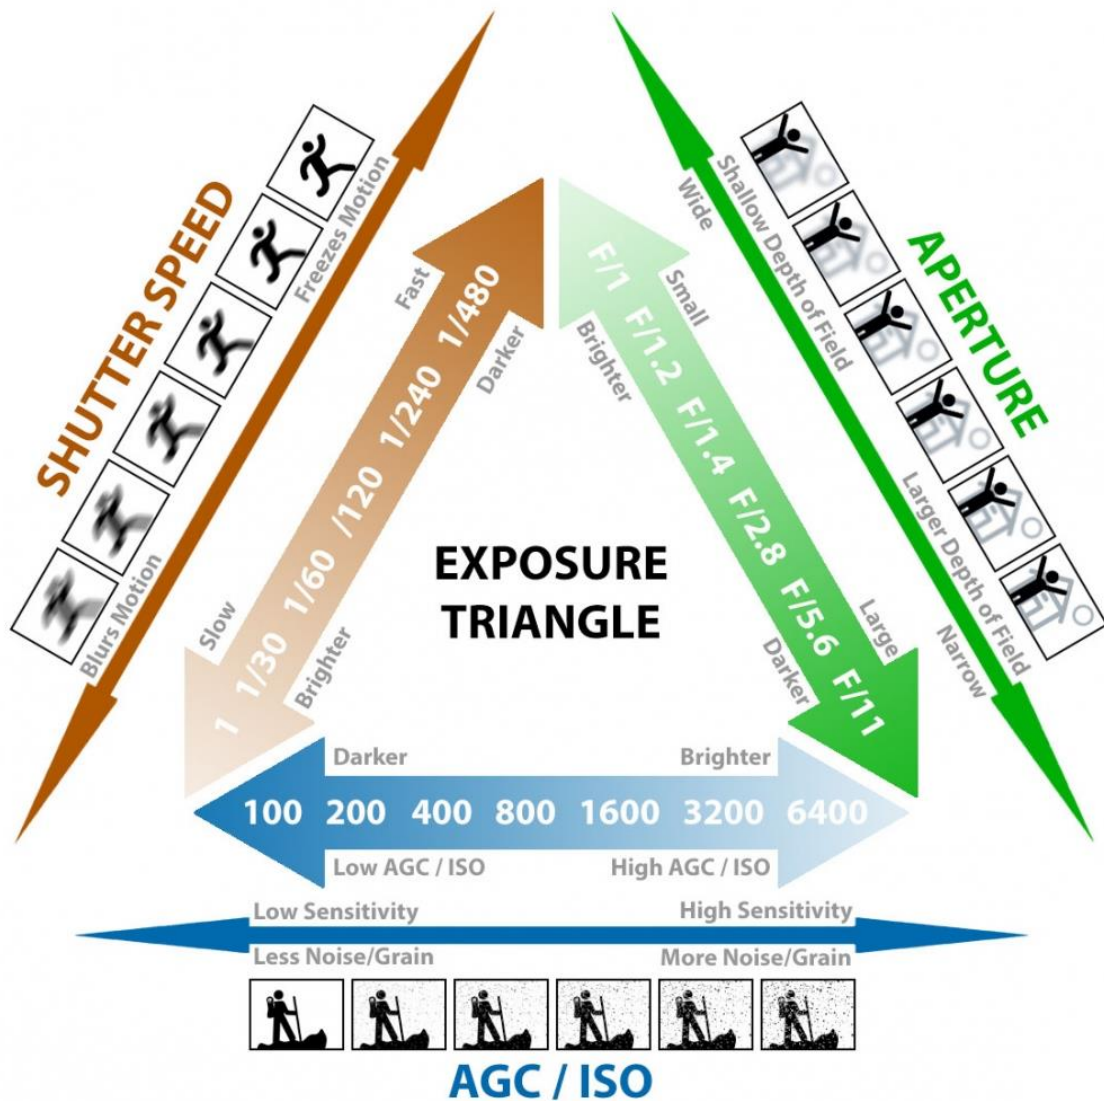 SHUTTER SPEED
Freezes Motion
Blurs Motion
Fast
Slow
Darker
Brighter
1 1/30 1/60 /120 1/240 1/480
APERTURE
Wide
Shallow Depth of Field
Larger Depth of Field
Narrow
Small
Brighter
Large
Darker
F/1 F/1.2 F/1.4 F/2.8 F/5.6 F/11
EXPOSURE
TRIANGLE
Darker Brighter
100 200 400 800 1600 3200 6400
Low AGC / ISO High AGC / ISO
Low Sensitivity High Sensitivity
Less Noise/Grain More Noise/Grain
AGC / ISO